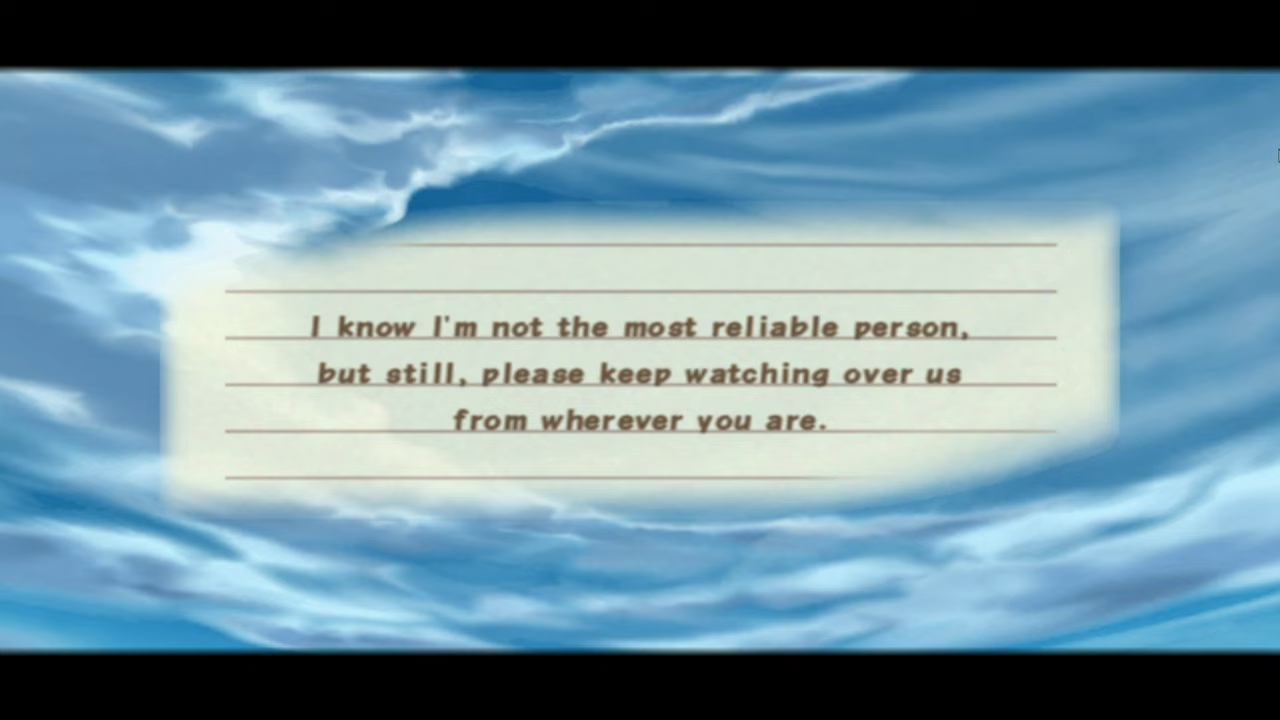 I know I'm not the most reliable person,
but still, please keep watching over us
from wherever you are.